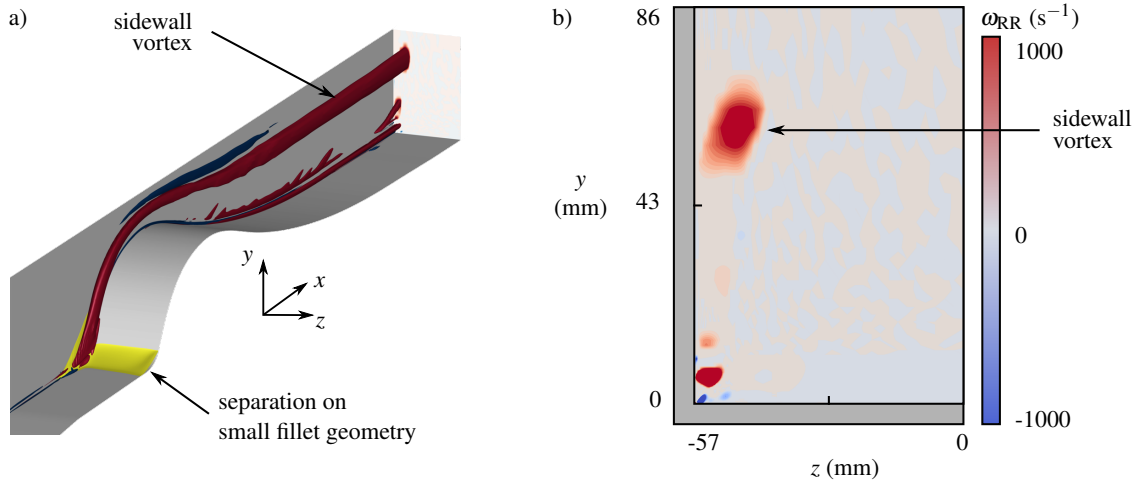 a)
sidewall
vortex
y
x
z
separation on
small fillet geometry
b)
86
ω_RR (s⁻¹)
1000
sidewall
vortex
y
(mm)
43
0
0
-1000
-57
0
z (mm)